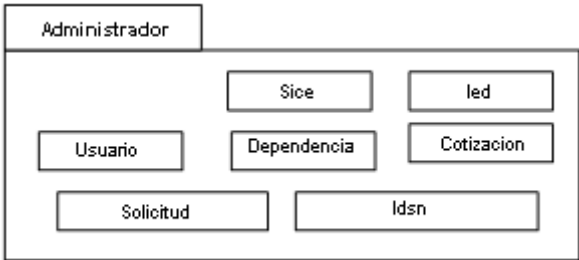 Administrador
Sice
Ied
Usuario
Dependencia
Cotizacion
Solicitud
Idsn